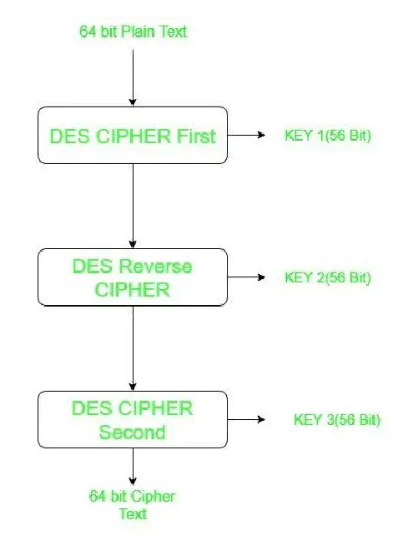 64 bit Plain Text
DES CIPHER First
KEY 1(56 Bit)
DES Reverse
CIPHER
KEY 2(56 Bit)
DES CIPHER
Second
KEY 3(56 Bit)
64 bit Cipher
Text